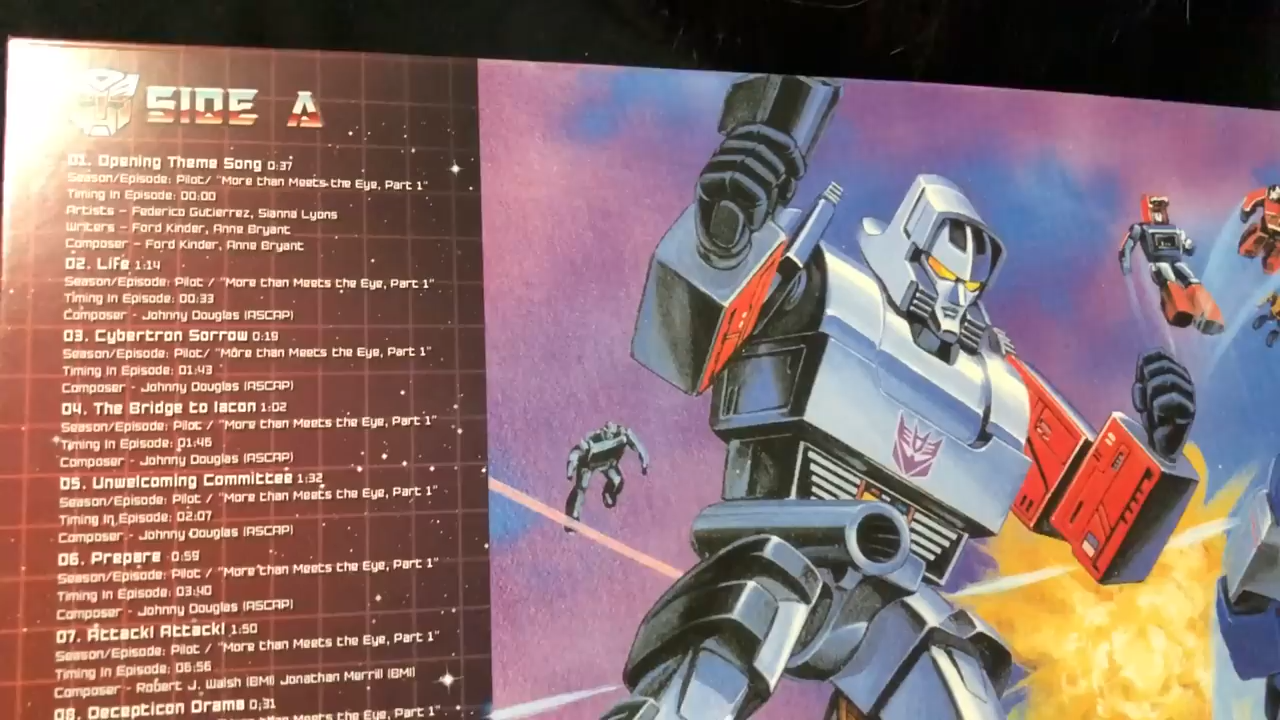 SIDE A
01. Opening Theme Song 0:37
Season/Episode: Pilot/ "More than Meets the Eye, Part 1"
Timing In Episode: 00:00
Artists - Federico Gutierrez, Sianna Lyons
Writers - Ford Kinder, Anne Bryant
Composer - Ford Kinder, Anne Bryant
02. Life 1:14
Season/Episode: Pilot / "More than Meets the Eye, Part 1"
Timing In Episode: 00:33
Composer - Johnny Douglas (ASCAP)
03. Cybertron Sorrow 0:19
Season/Episode: Pilot/ "More than Meets the Eye, Part 1"
Timing In Episode: 01:43
Composer - Johnny Douglas (ASCAP)
04. The Bridge to Iacon 1:02
Season/Episode: Pilot / "More than Meets the Eye, Part 1"
Timing In Episode: 01:46
Composer - Johnny Douglas (ASCAP)
05. Unwelcoming Committee 1:32
Season/Episode: Pilot / "More than Meets the Eye, Part 1"
Timing In Episode: 02:07
Composer - Johnny Douglas (ASCAP)
06. Prepare 0:59
Season/Episode: Pilot / "More than Meets the Eye, Part 1"
Timing In Episode: 03:40
Composer - Johnny Douglas (ASCAP)
07. Attack! Attack! 1:50
Season/Episode: Pilot / "More than Meets the Eye, Part 1"
Timing In Episode: 06:56
Composer - Robert J. Walsh (BMI) Jonathan Merrill (BMI)
08. Decepticon Drama 0:31
"More than Meets the Eye, Part 1"